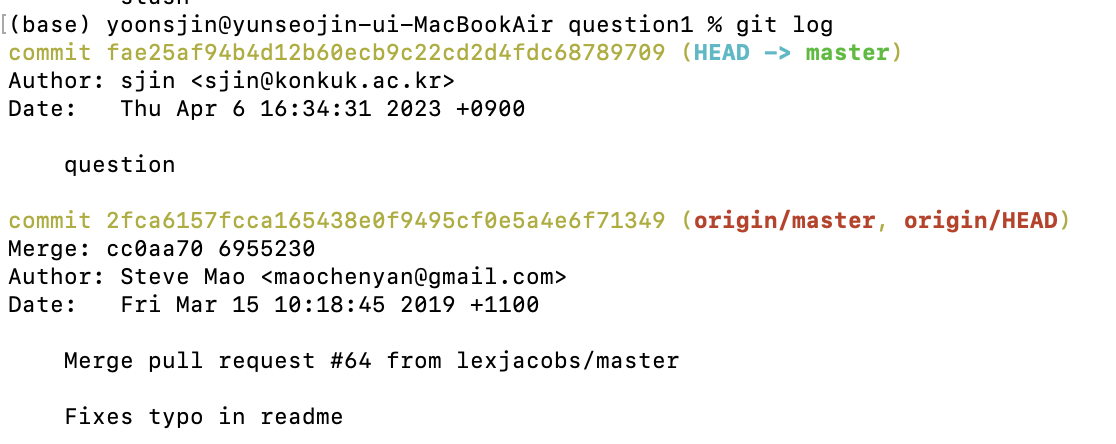 (base) yoonsjin@yunseojin-ui-MacBookAir question1 % git log
commit fae25af94b4d12b60ecb9c22cd2d4fdc68789709 (HEAD -> master)
Author: sjin <sjin@konkuk.ac.kr>
Date:   Thu Apr 6 16:34:31 2023 +0900
question
commit 2fca6157fcca165438e0f9495cf0e5a4e6f71349 (origin/master, origin/HEAD)
Merge: cc0aa70 6955230
Author: Steve Mao <maochenyan@gmail.com>
Date:   Fri Mar 15 10:18:45 2019 +1100
Merge pull request #64 from lexjacobs/master
Fixes typo in readme